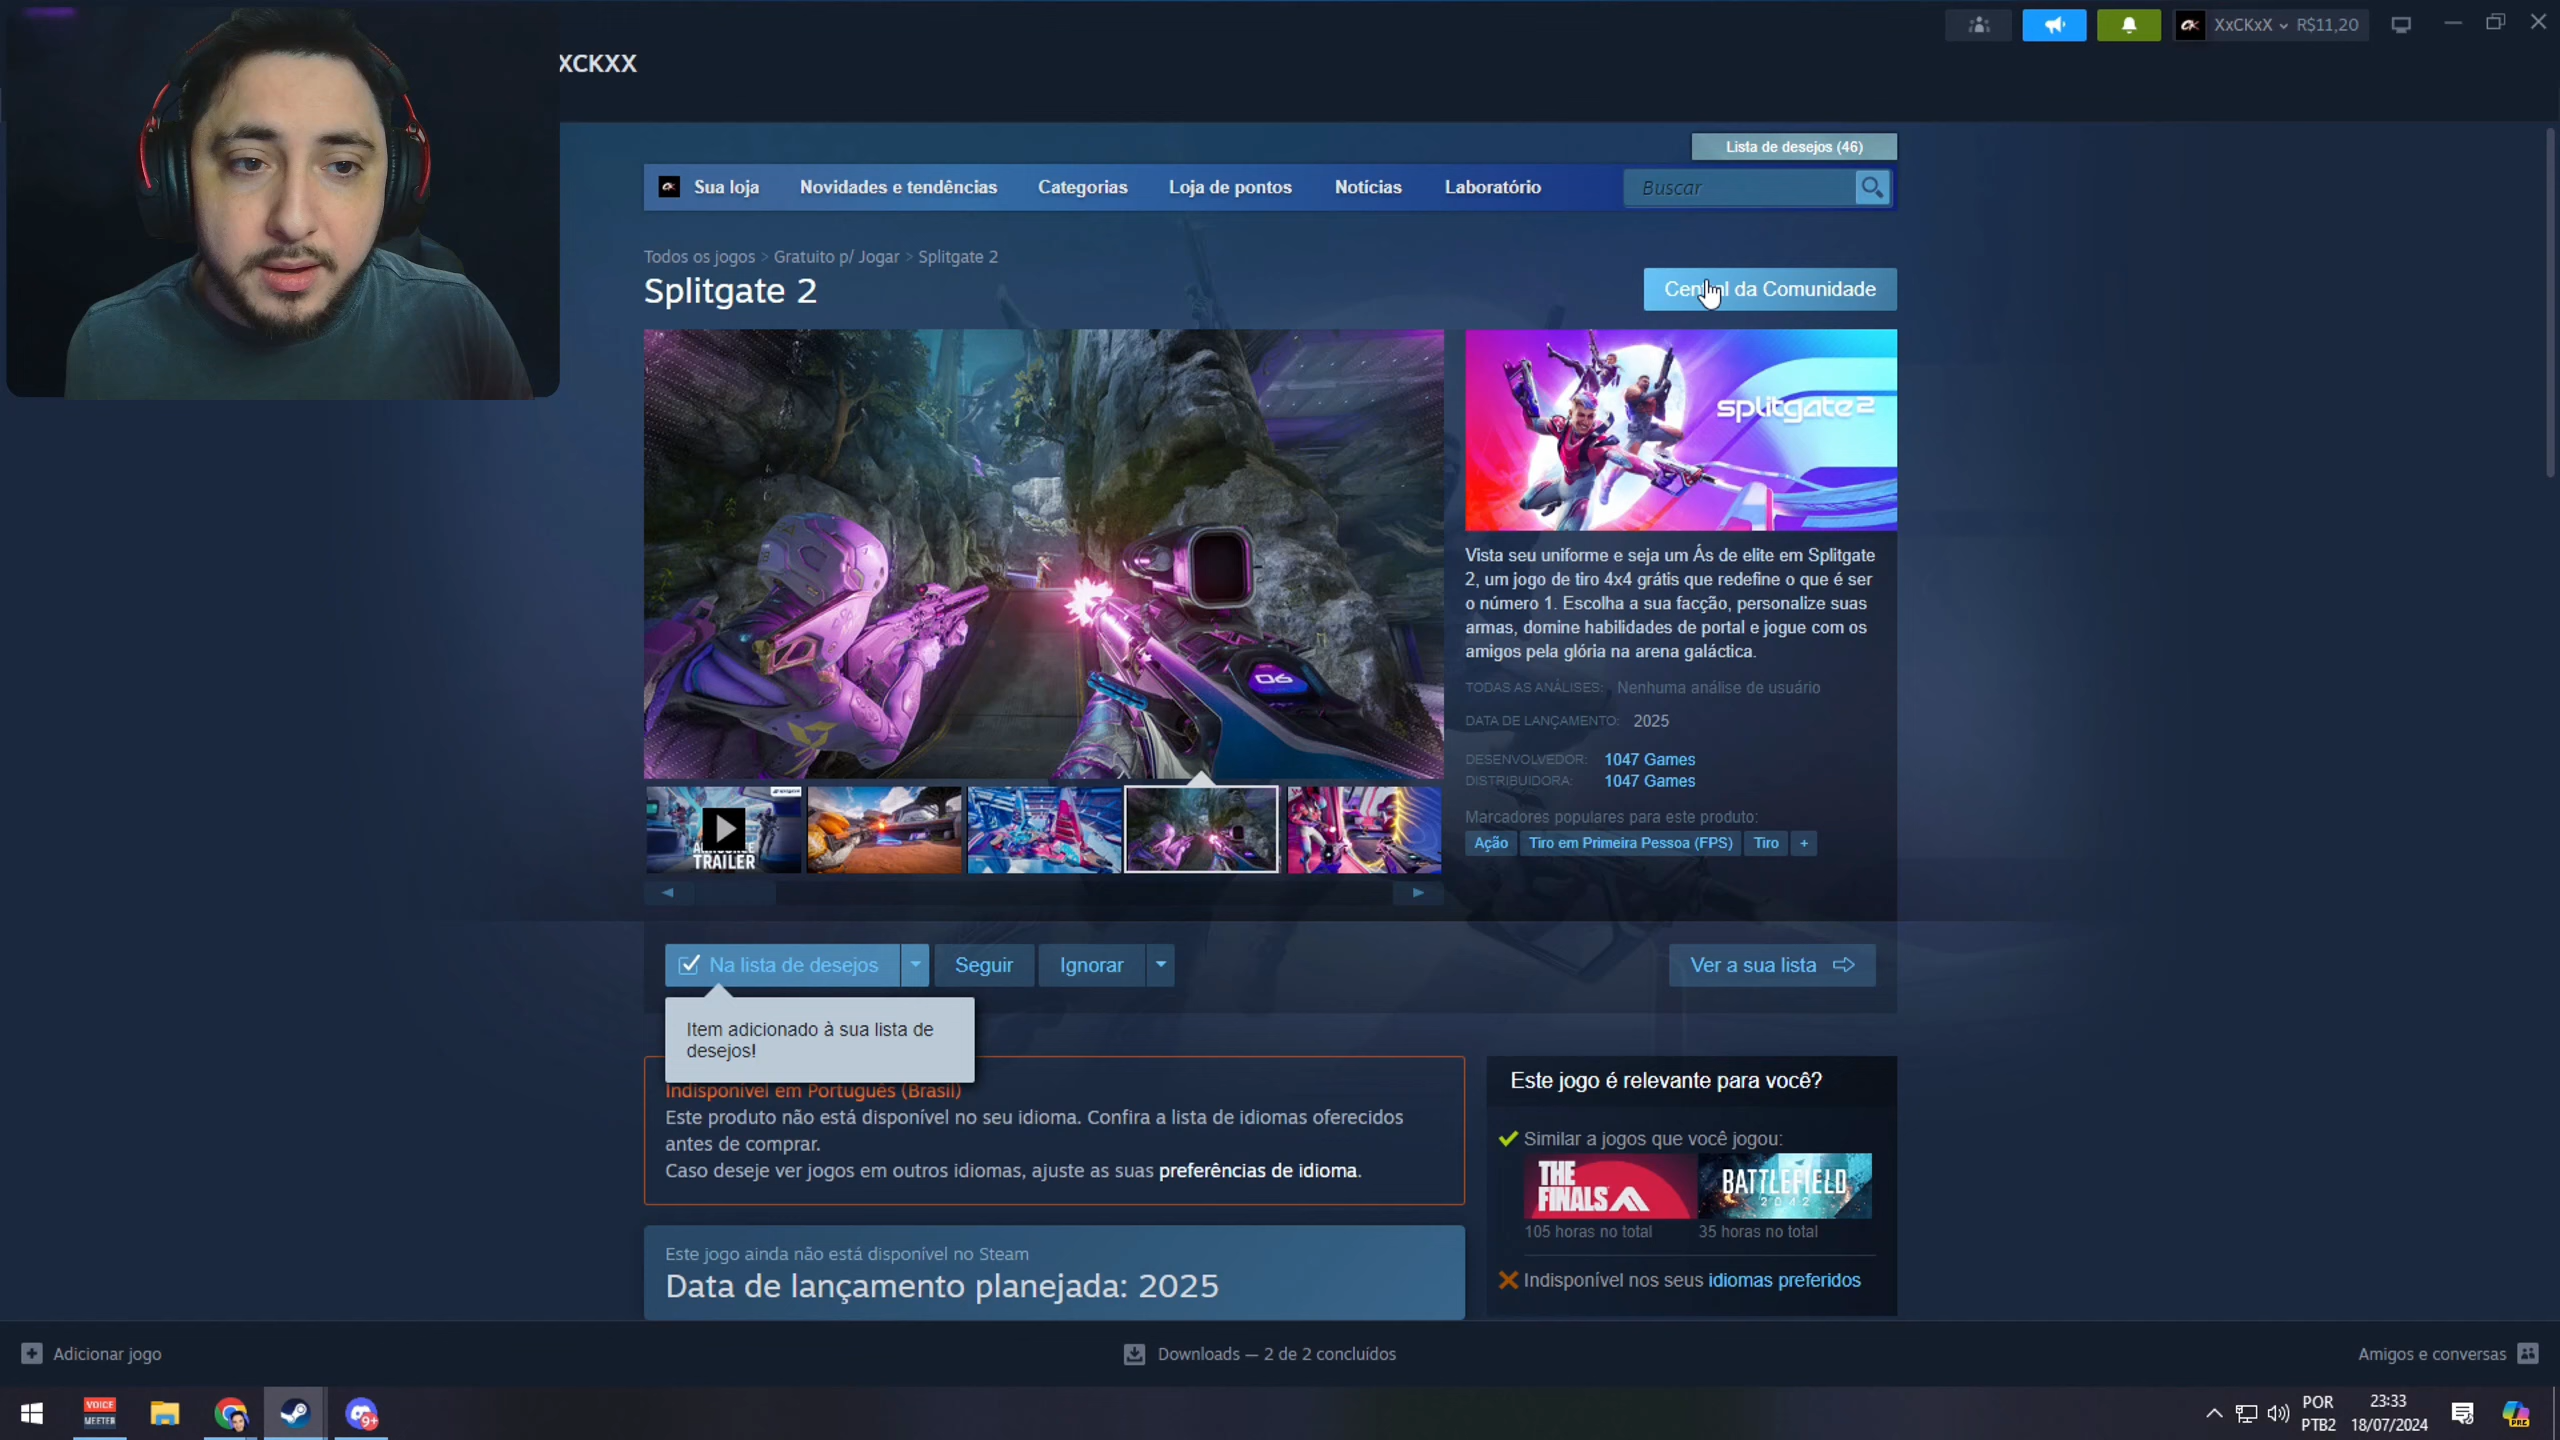 XCKXX
XxCKxX
R$11,20
Lista de desejos (46)
Sua loja
Novidades e tendências
Categorias
Loja de pontos
Notícias
Laboratório
Buscar
Todos os jogos > Gratuito p/ Jogar > Splitgate 2
Splitgate 2
Central da Comunidade
splitgate2
Vista seu uniforme e seja um Ás de elite em Splitgate
2, um jogo de tiro 4x4 grátis que redefine o que é ser
o número 1. Escolha a sua facção, personalize suas
armas, domine habilidades de portal e jogue com os
amigos pela glória na arena galáctica.
TODAS AS ANÁLISES: Nenhuma análise de usuário
DATA DE LANÇAMENTO: 2025
DESENVOLVEDOR: 1047 Games
DISTRIBUIDORA: 1047 Games
Marcadores populares para este produto:
Ação
Tiro em Primeira Pessoa (FPS)
Tiro
+
06
TRAILER
Na lista de desejos
Seguir
Ignorar
Ver a sua lista
Item adicionado à sua lista de
desejos!
Indisponível em Português (Brasil)
Este produto não está disponível no seu idioma. Confira a lista de idiomas oferecidos
antes de comprar.
Caso deseje ver jogos em outros idiomas, ajuste as suas preferências de idioma.
Este jogo ainda não está disponível no Steam
Data de lançamento planejada: 2025
Este jogo é relevante para você?
Similar a jogos que você jogou:
THE
FINALS
BATTLEFIELD
2042
105 horas no total
35 horas no total
Indisponível nos seus idiomas preferidos
Adicionar jogo
Downloads — 2 de 2 concluídos
Amigos e conversas
VOICE
MEETER
9+
POR
PTB2
23:33
18/07/2024
PRE